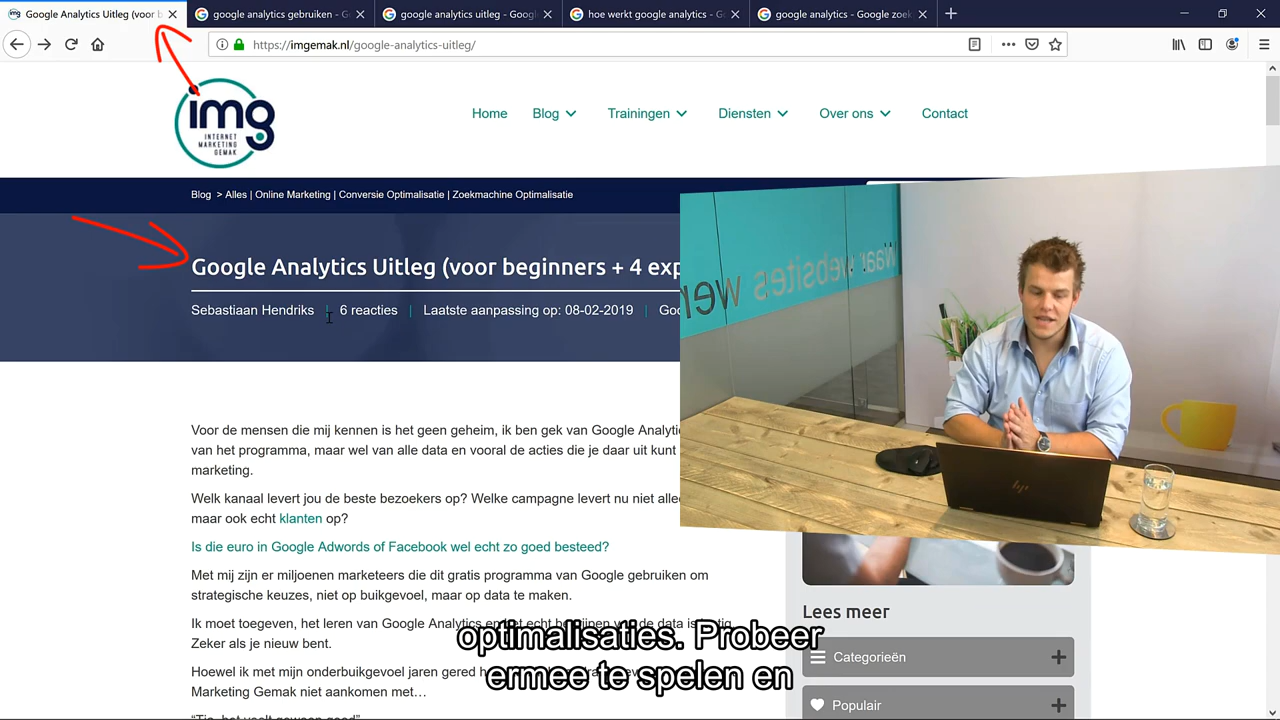 Google Analytics Uitleg (voor b
google analytics gebruiken - Go
google analytics uitleg - Googl
hoe werkt google analytics - Go
google analytics - Google zoek
https://imgemak.nl/google-analytics-uitleg/
img
INTERNET
MARKETING
GEMAK
Home
Blog
Trainingen
Diensten
Over ons
Contact
Blog > Alles | Online Marketing | Conversie Optimalisatie | Zoekmachine Optimalisatie
Google Analytics Uitleg (voor beginners + 4 exp
Sebastiaan Hendriks | 6 reacties | Laatste aanpassing op: 08-02-2019 | Goo
Waar websites wer
hp
Voor de mensen die mij kennen is het geen geheim, ik ben gek van Google Analyti
van het programma, maar wel van alle data en vooral de acties die je daar uit kunt
marketing.
Welk kanaal levert jou de beste bezoekers op? Welke campagne levert nu niet alle
maar ook echt klanten op?
Is die euro in Google Adwords of Facebook wel echt zo goed besteed?
Met mij zijn er miljoenen marketeers die dit gratis programma van Google gebruiken om
strategische keuzes, niet op buikgevoel, maar op data te maken.
Ik moet toegeven, het leren van Google Analytics en het begrijpen van de data is lastig.
Zeker als je nieuw bent.
Hoewel ik met mijn onderbuikgevoel jaren gered h
Marketing Gemak niet aankomen met…
"Tja, het voelt gewoon goed"
Lees meer
Categorieën
Populair
optimalisaties. Probeer
ermee te spelen en